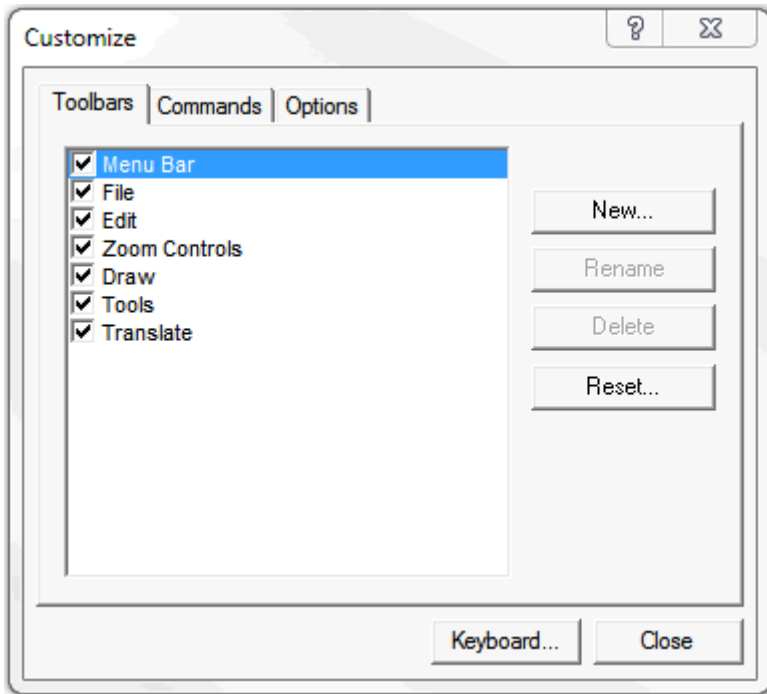 Customize
Toolbars Commands Options
Menu Bar
File
Edit
Zoom Controls
Draw
Tools
Translate
New...
Rename
Delete
Reset...
Keyboard... Close